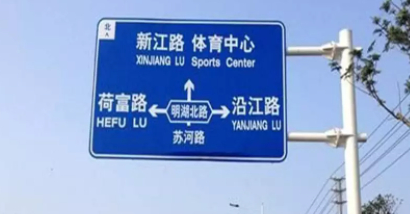 北
新江路 体育中心
XINJIANG LU Sports Center
荷富路
HEFU LU
明湖北路
沿江路
YANJIANG LU
苏河路